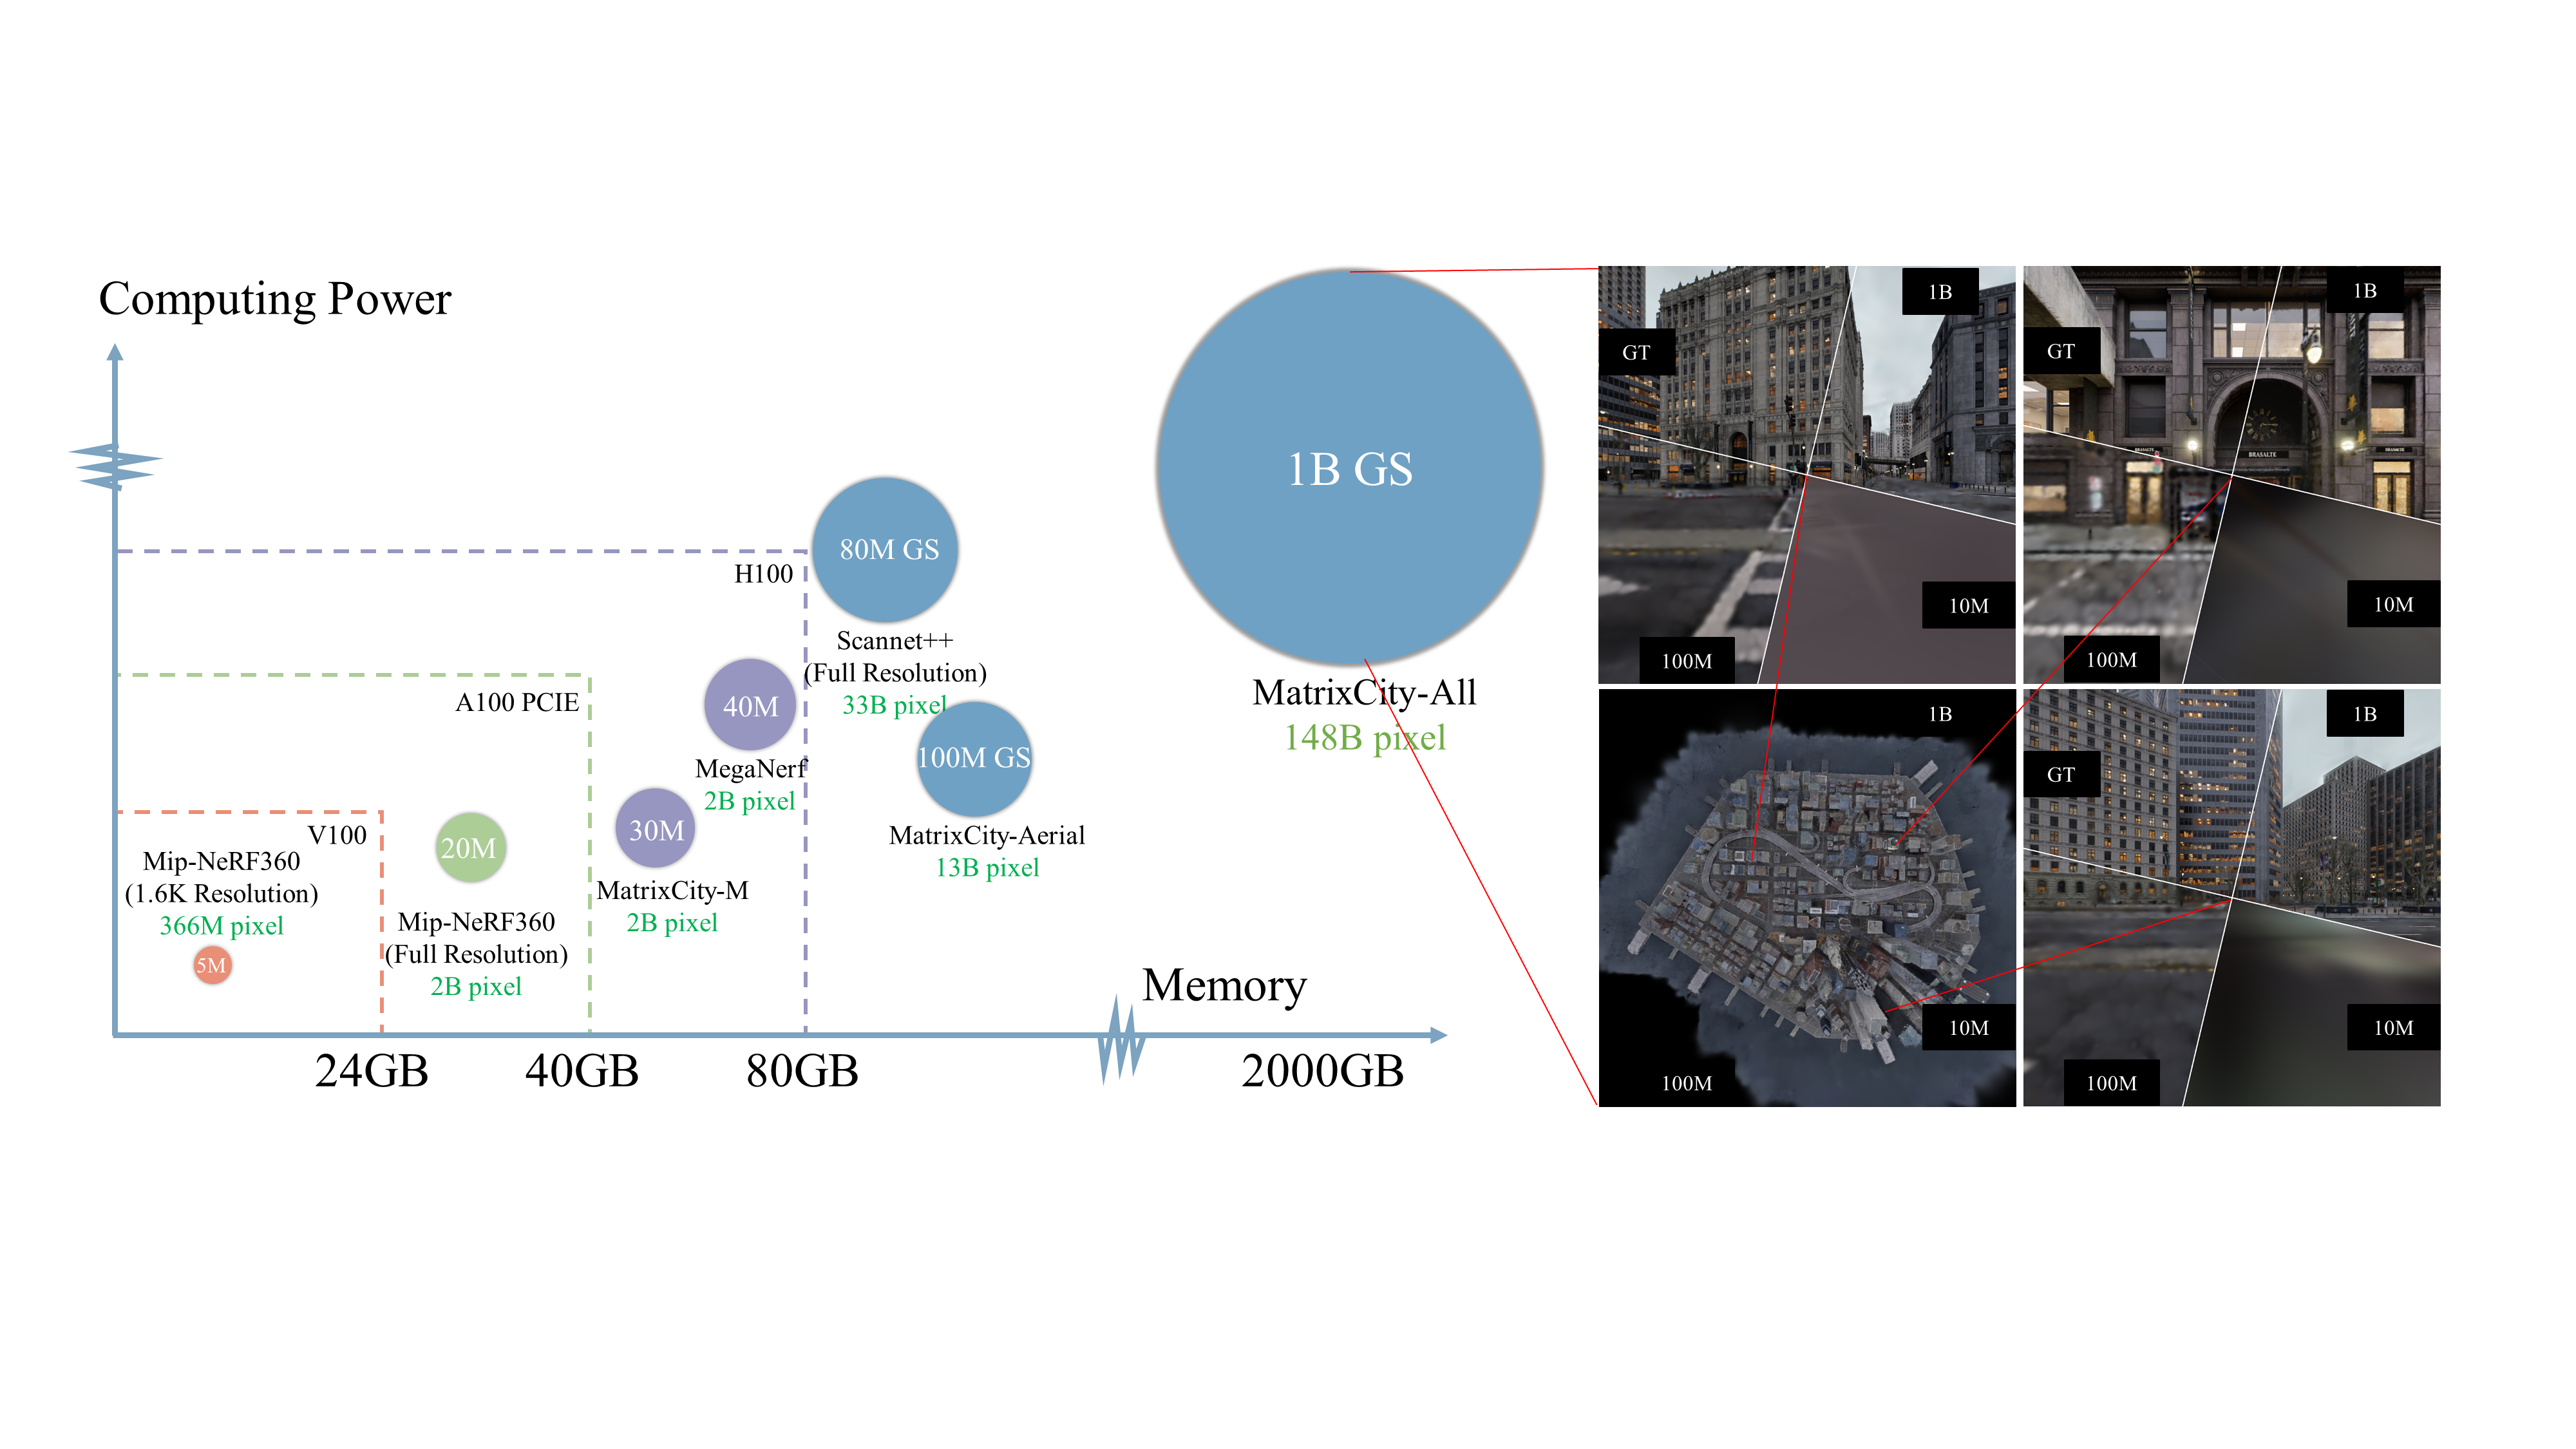 Computing Power
H100
A100 PCIE
V100
Mip-NeRF360
(1.6K Resolution)
366M pixel
5M
20M
Mip-NeRF360
(Full Resolution)
2B pixel
30M
MatrixCity-M
2B pixel
40M
MegaNerf
2B pixel
80M GS
Scannet++
(Full Resolution)
33B pixel
100M GS
MatrixCity-Aerial
13B pixel
1B GS
MatrixCity-All
148B pixel
Memory
24GB
40GB
80GB
2000GB
GT
1B
100M
10M
GT
1B
BRASALTE
BRASALTE
BRASALTE
100M
10M
1B
10M
100M
GT
1B
100M
10M